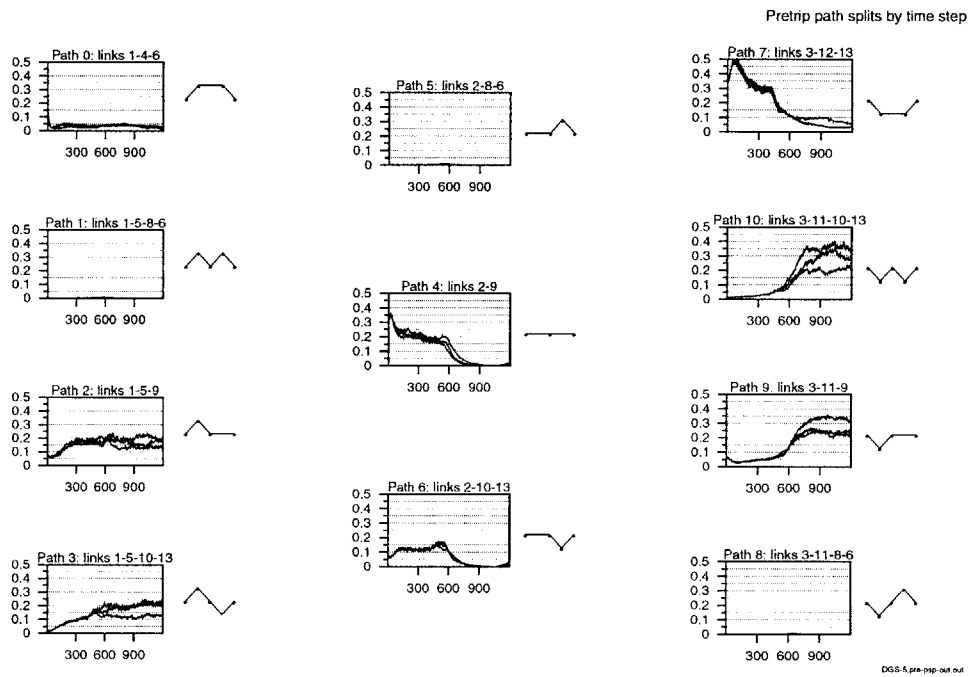 Pretrip path splits by time step
Path 0: links 1-4-6
0.5
0.4
0.3
0.2
0.1
0
300 600 900
Path 1: links 1-5-8-6
0.5
0.4
0.3
0.2
0.1
0
300 600 900
Path 2: links 1-5-9
0.5
0.4
0.3
0.2
0.1
0
300 600 900
Path 3: links 1-5-10-13
0.5
0.4
0.3
0.2
0.1
0
300 600 900
Path 5: links 2-8-6
0.5
0.4
0.3
0.2
0.1
0
300 600 900
Path 4: links 2-9
0.5
0.4
0.3
0.2
0.1
0
300 600 900
Path 6: links 2-10-13
0.5
0.4
0.3
0.2
0.1
0
300 600 900
Path 7: links 3-12-13
0.5
0.4
0.3
0.2
0.1
0
300 600 900
Path 10: links 3-11-10-13
0.5
0.4
0.3
0.2
0.1
0
300 600 900
Path 9: links 3-11-9
0.5
0.4
0.3
0.2
0.1
0
300 600 900
Path 8: links 3-11-8-6
0.5
0.4
0.3
0.2
0.1
0
300 600 900
DGS-5.pre-psp-out.out